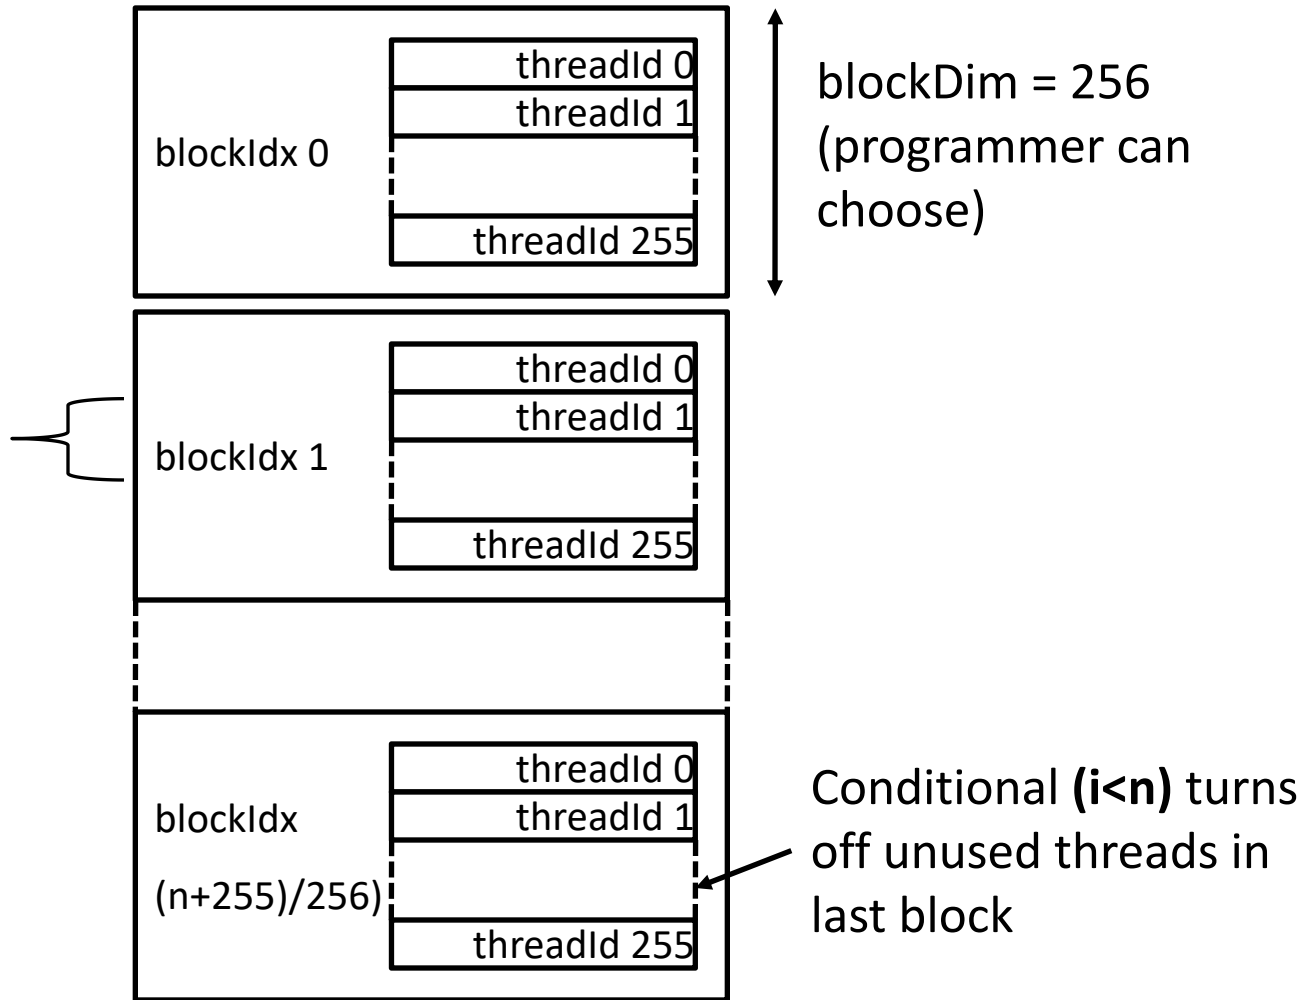 threadId 0
threadId 1
blockIdx 0
threadId 255
blockDim = 256
(programmer can
choose)
threadId 0
threadId 1
blockIdx 1
threadId 255
threadId 0
threadId 1
blockIdx
(n+255)/256)
threadId 255
Conditional (i<n) turns
off unused threads in
last block